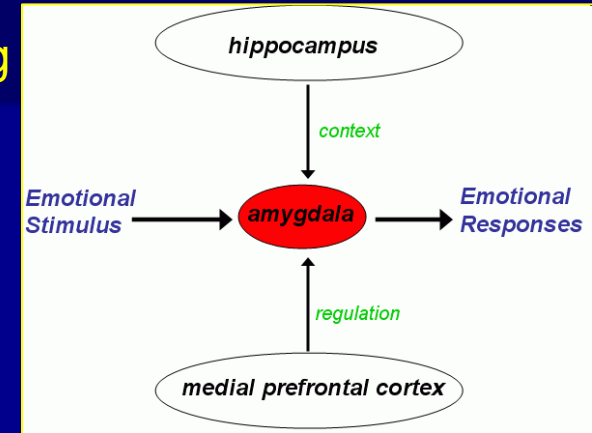 g
hippocampus
context
Emotional
Stimulus
amygdala
Emotional
Responses
regulation
medial prefrontal cortex